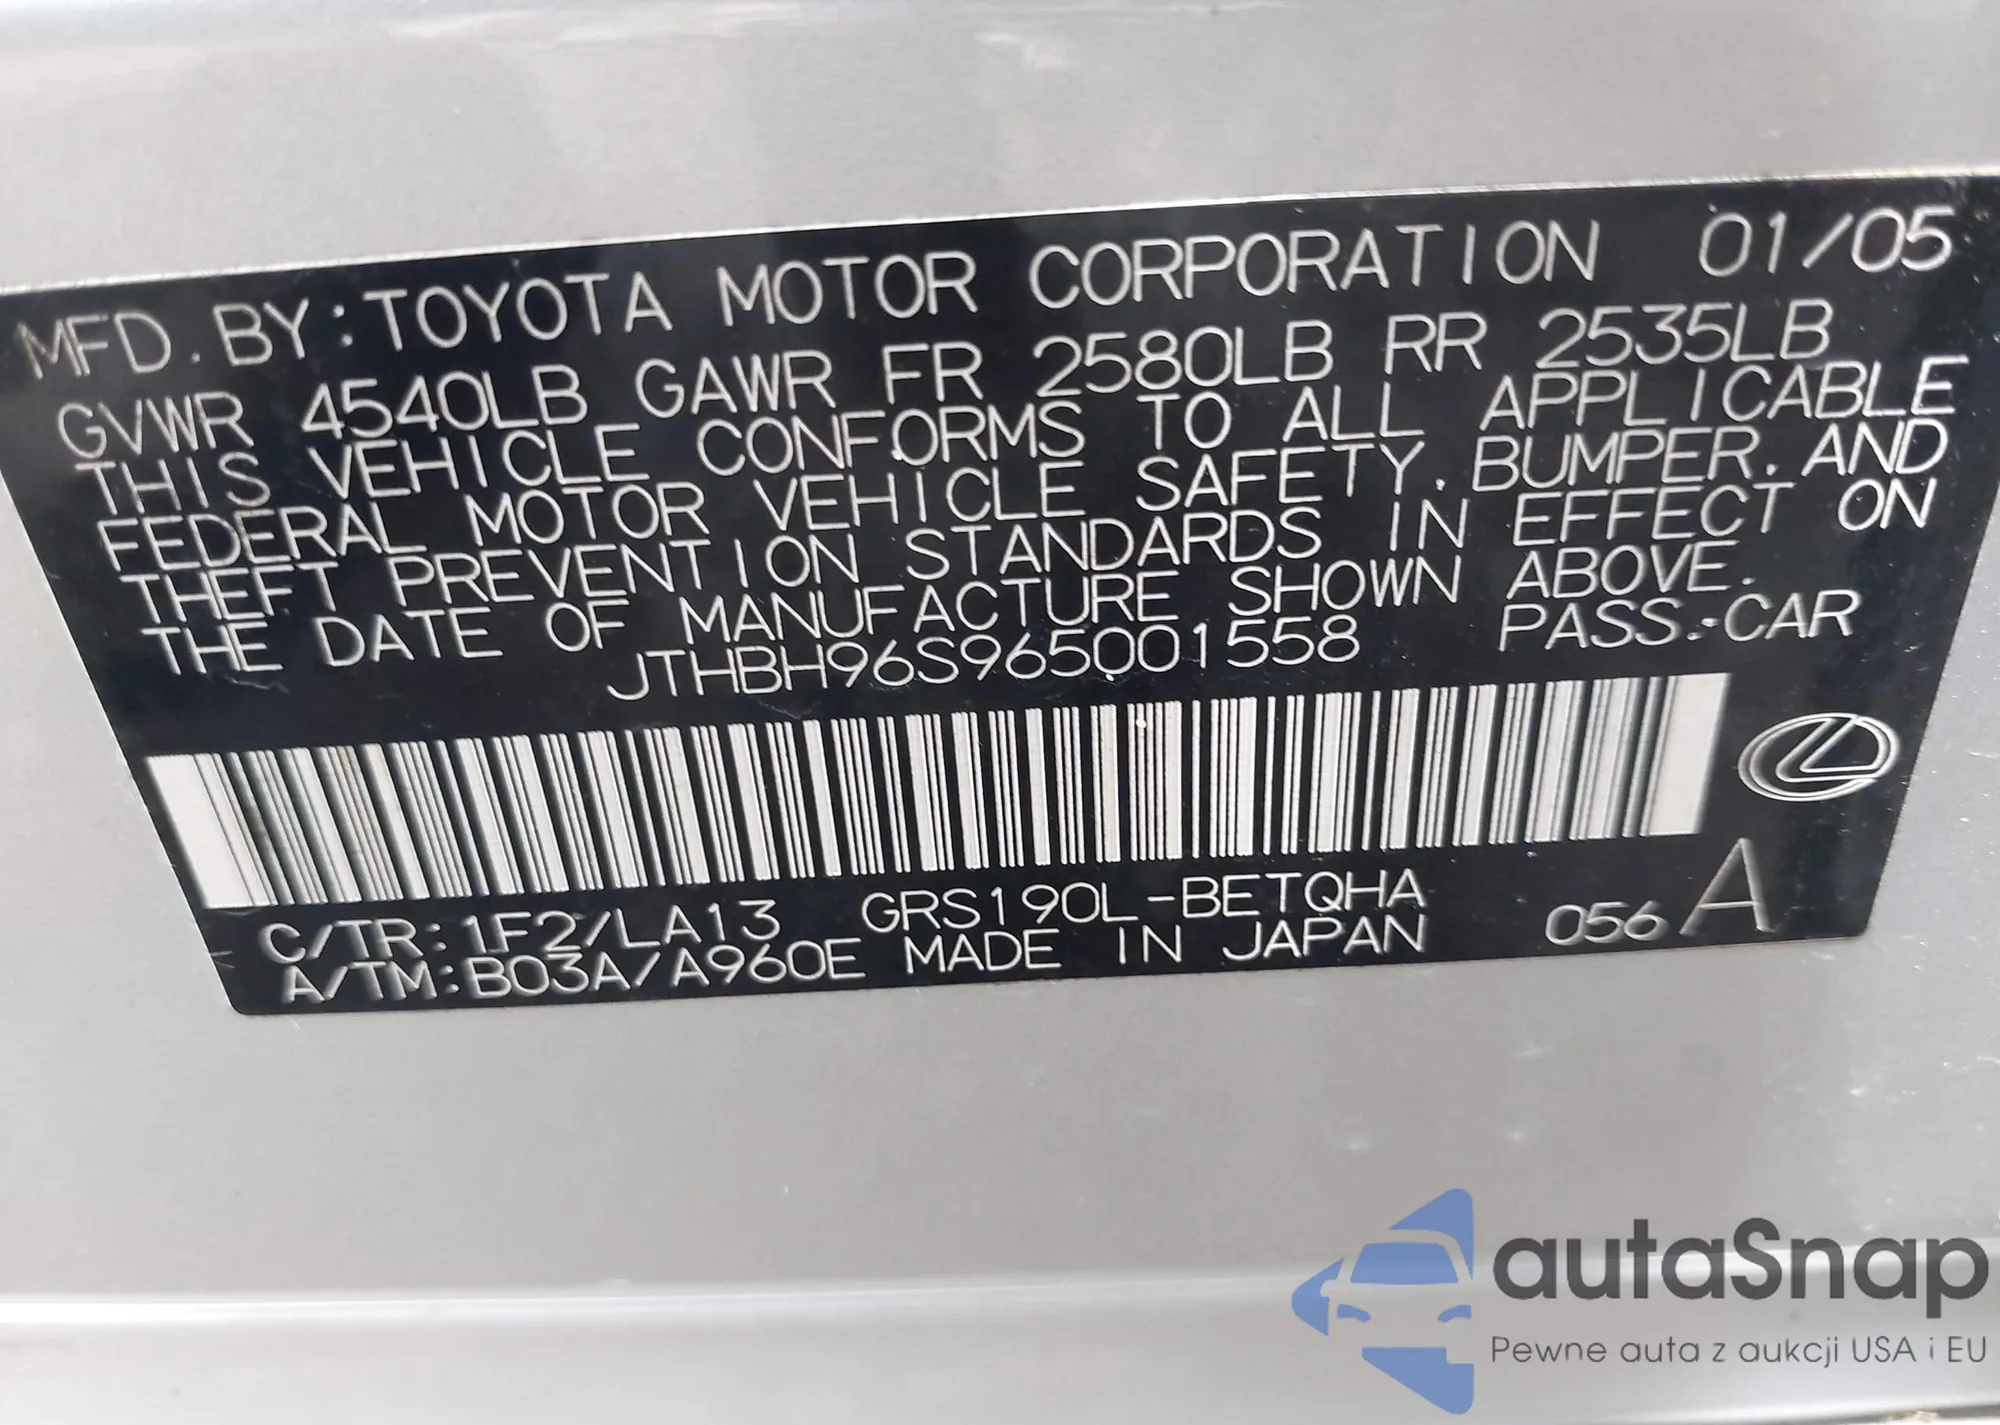 MFD. BY: TOYOTA MOTOR CORPORATION 01/05
GVWR 4540LB GAWR FR 2580LB RR 2535LB
THIS VEHICLE CONFORMS TO ALL APPLICABLE
FEDERAL MOTOR VEHICLE SAFETY, BUMPER, AND
THEFT PREVENTION STANDARDS IN EFFECT ON
THE DATE OF MANUFACTURE SHOWN ABOVE.
JTHBH96S965001558 PASS. CAR
C/TR: 1F2/LA13 GRS190L-BETQHA
A/TM: B03A/A960E MADE IN JAPAN 056 A
autaSnap
Pewne auta z aukcji USA i EU